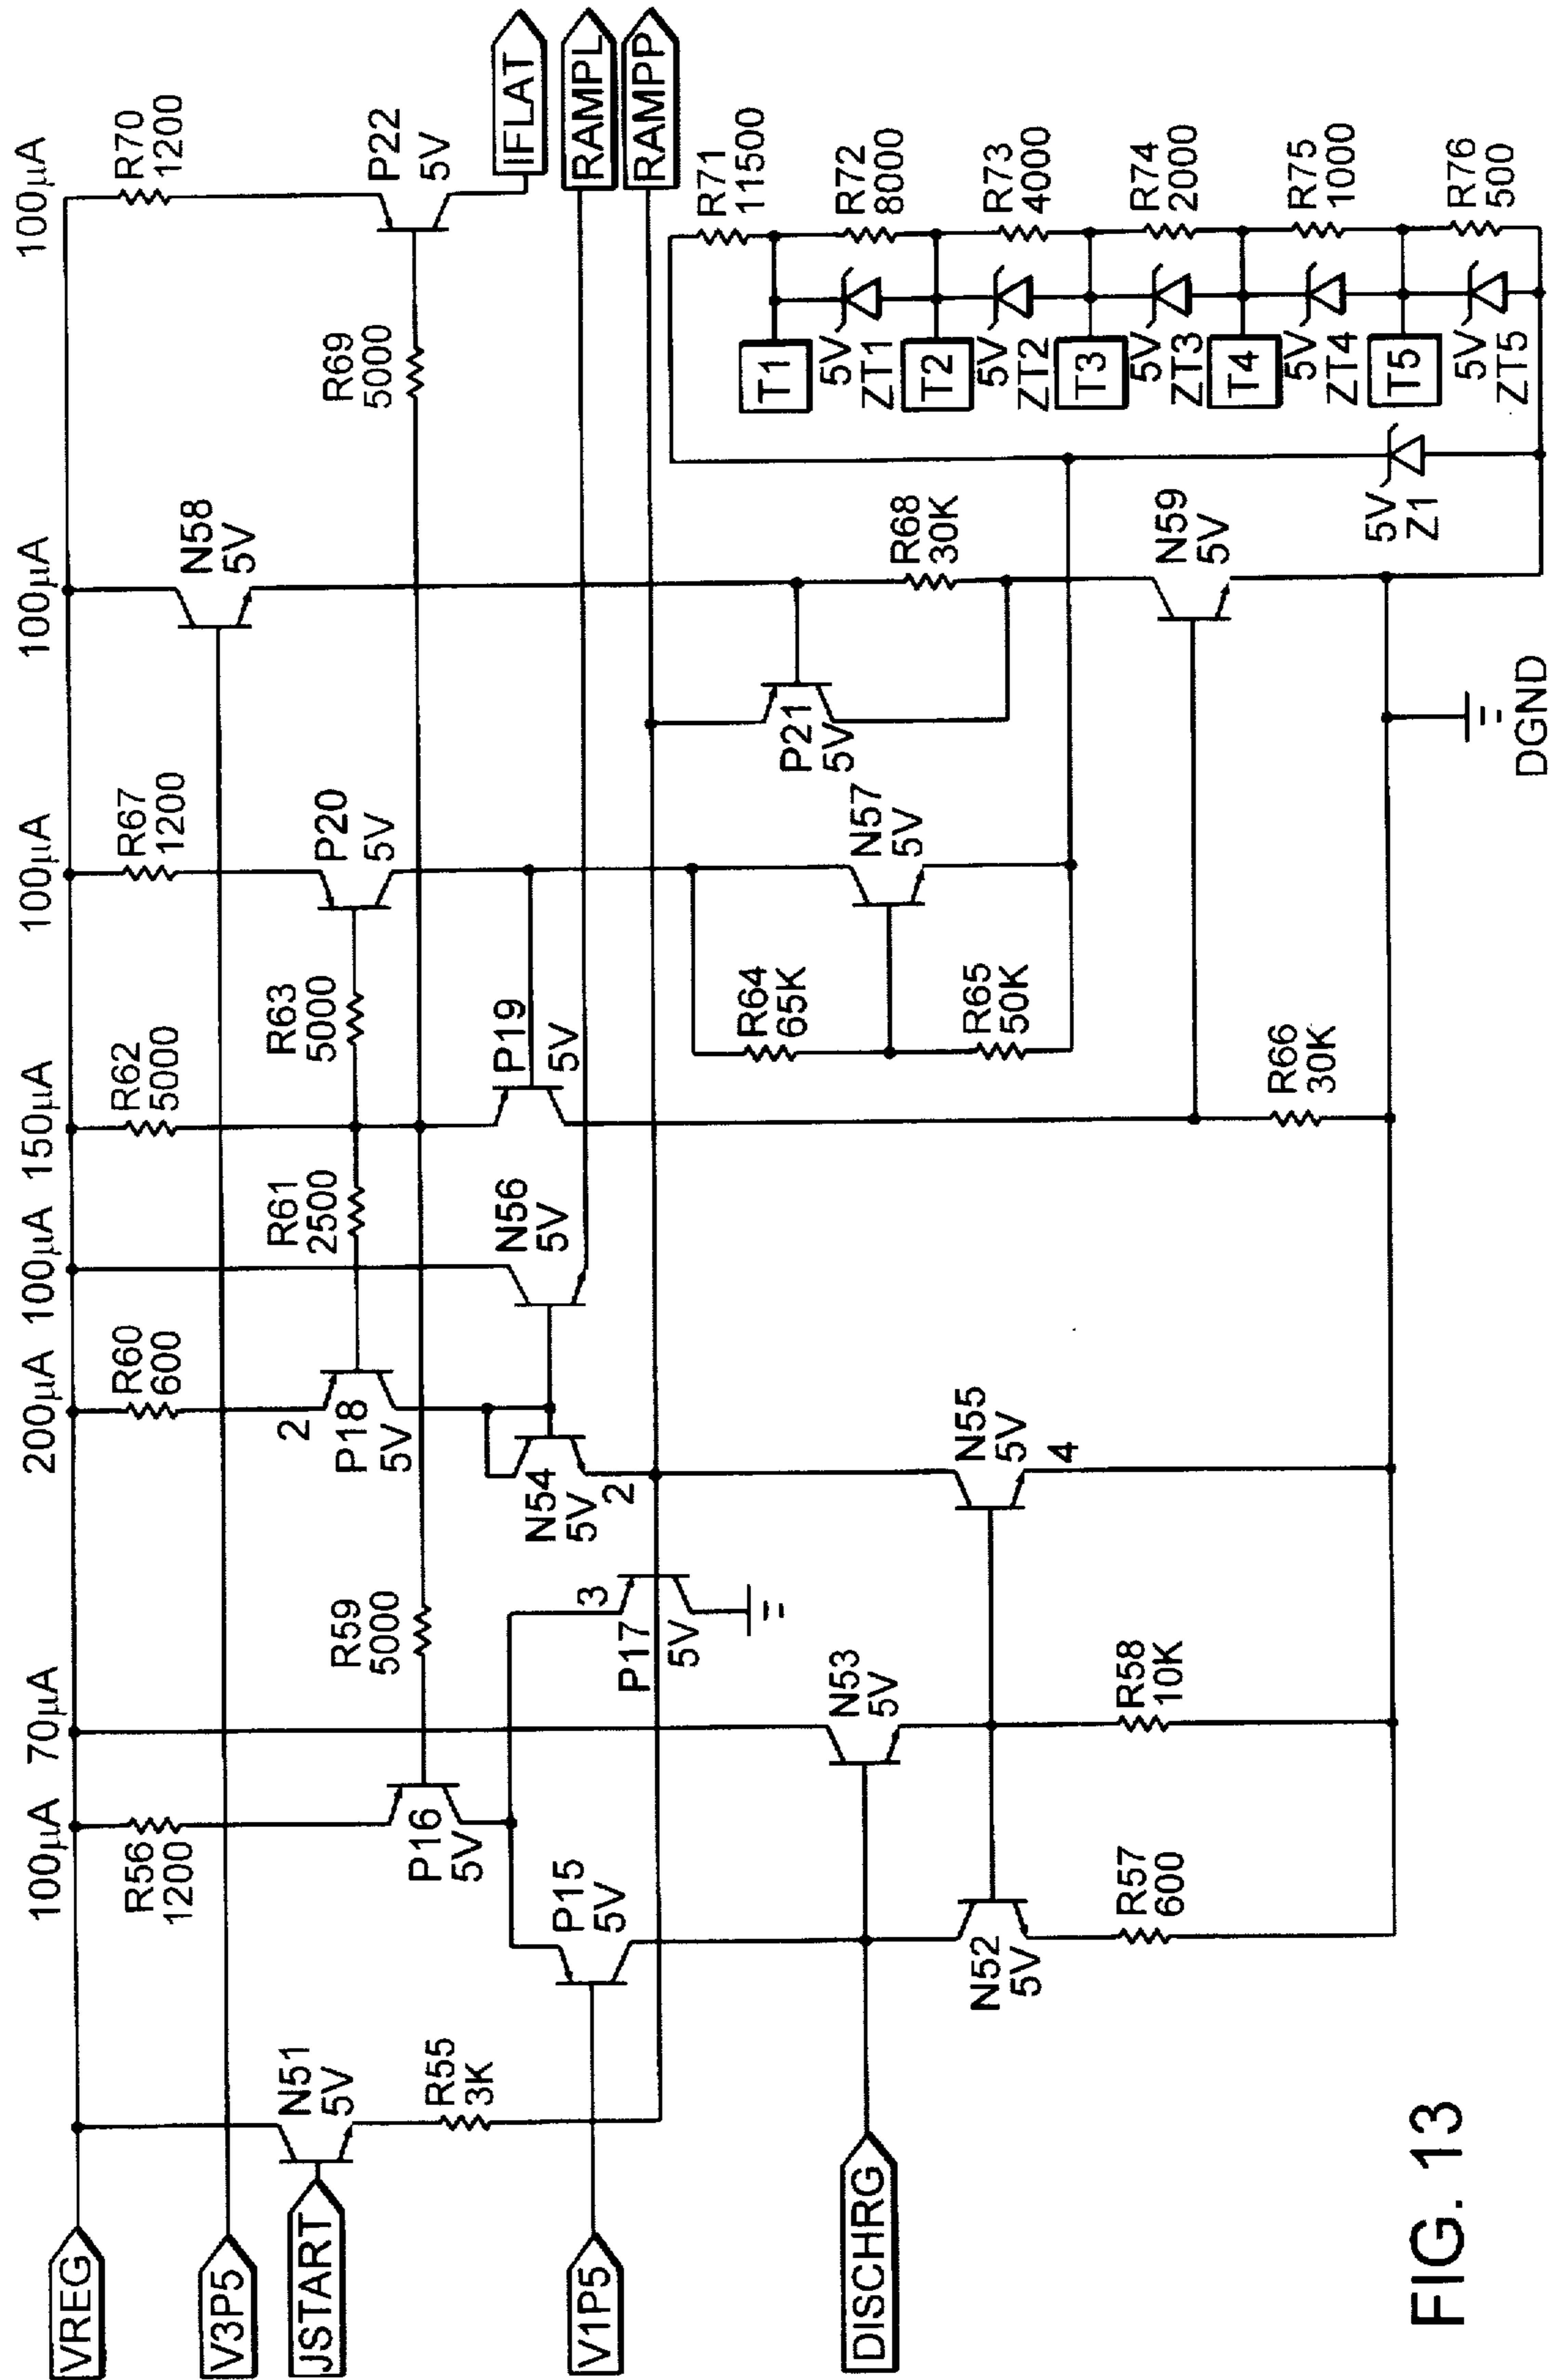 VREG
V3P5
JSTART
V1P5
DISCHRG
N51
5V
R55
3K
100µA
R56
1200
P16
5V
P15
5V
N52
5V
R57
600
70µA
N53
5V
R58
10K
R59
5000
3
P17
5V
200µA
R60
600
2
P18
5V
N54
5V
2
N55
5V
4
100µA
N56
5V
R61
2500
150µA
R62
5000
R63
5000
P19
5V
R64
65K
R65
50K
R66
30K
100µA
R67
1200
P20
5V
N57
5V
P21
5V
100µA
N58
5V
R68
30K
N59
5V
DGND
R69
5000
100µA
R70
1200
P22
5V
IFLAT
RAMPL
RAMPP
R71
11500
R72
8000
R73
4000
R74
2000
R75
1000
R76
500
T1
5V
ZT1
T2
5V
ZT2
T3
5V
ZT3
T4
5V
ZT4
T5
5V
ZT5
5V
Z1
FIG. 13